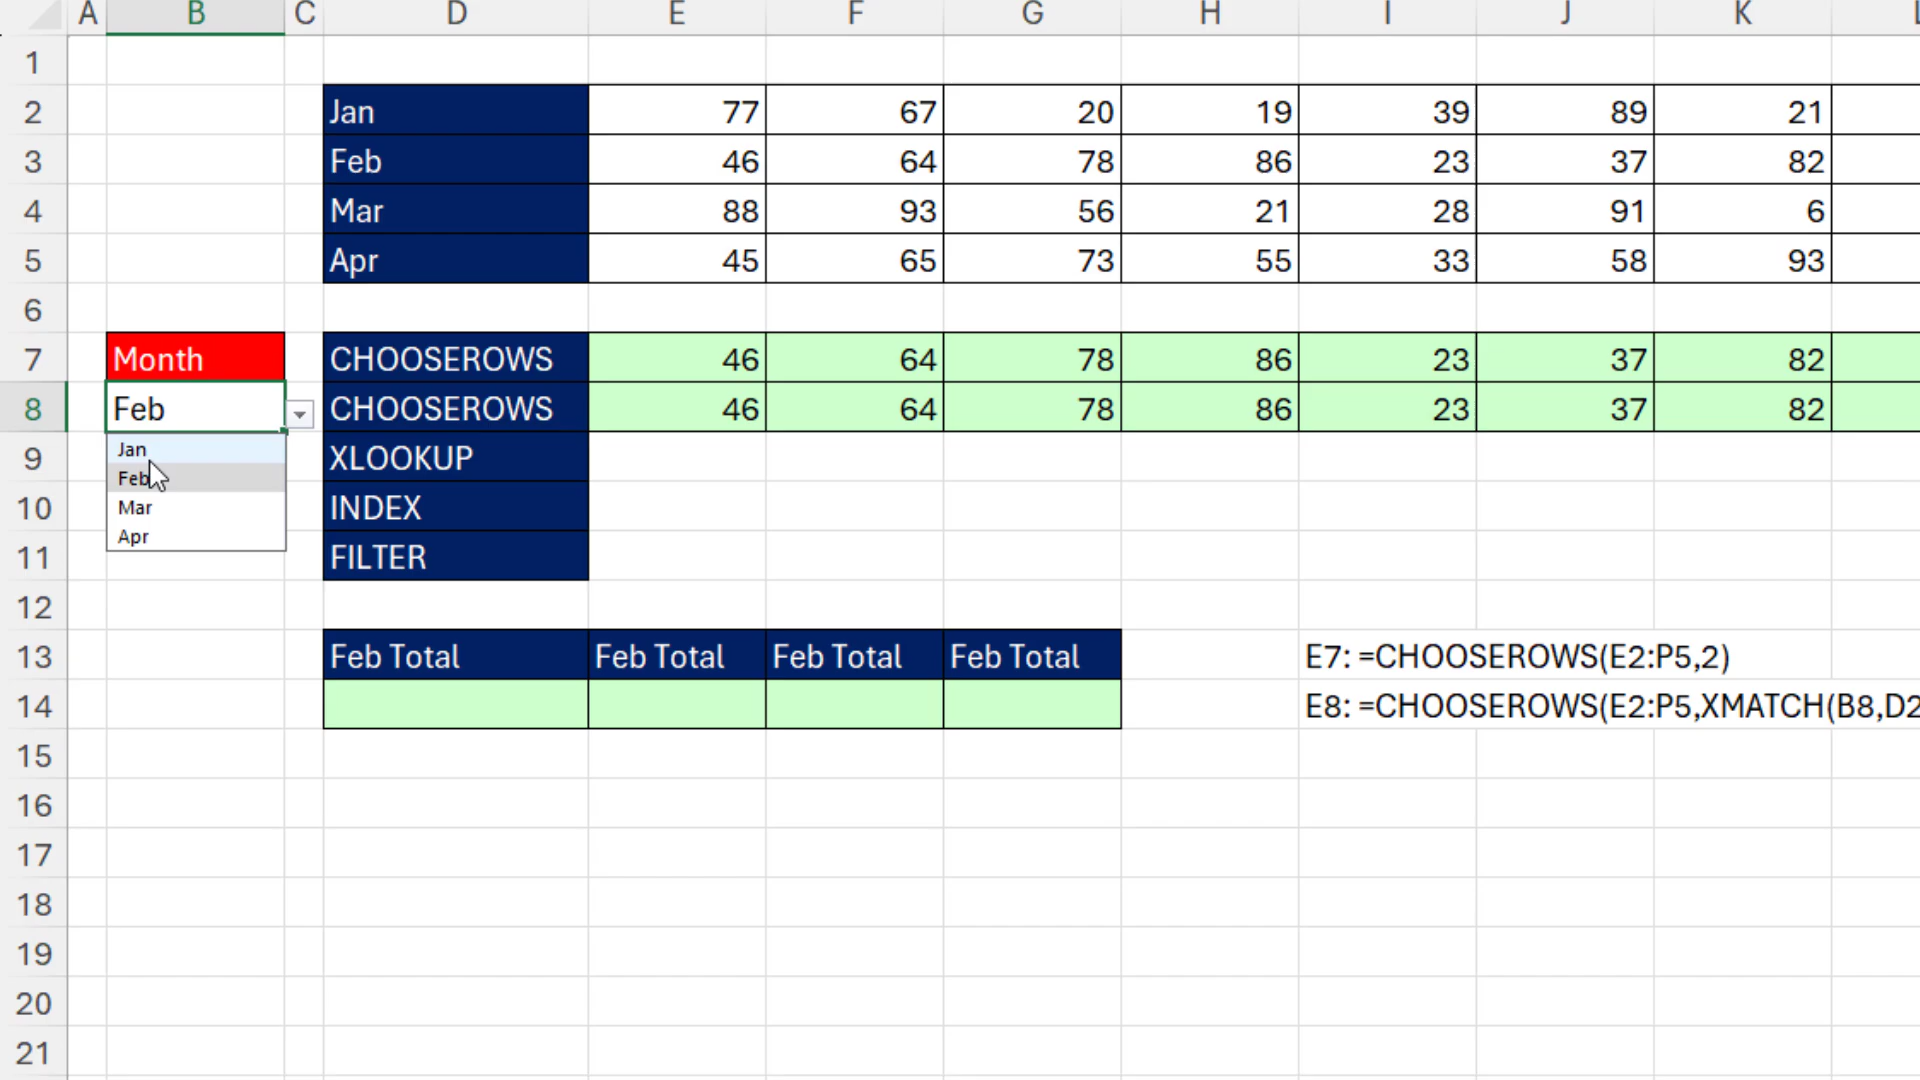 A B C D E F G H I J K
1
2 Jan 77 67 20 19 39 89 21
3 Feb 46 64 78 86 23 37 82
4 Mar 88 93 56 21 28 91 6
5 Apr 45 65 73 55 33 58 93
6
7 Month CHOOSEROWS 46 64 78 86 23 37 82
8 Feb CHOOSEROWS 46 64 78 86 23 37 82
Jan
9 XLOOKUP
Feb
10 Mar INDEX
Apr
11 FILTER
12
13 Feb Total Feb Total Feb Total Feb Total E7: =CHOOSEROWS(E2:P5,2)
14 E8: =CHOOSEROWS(E2:P5,XMATCH(B8,D2
15
16
17
18
19
20
21